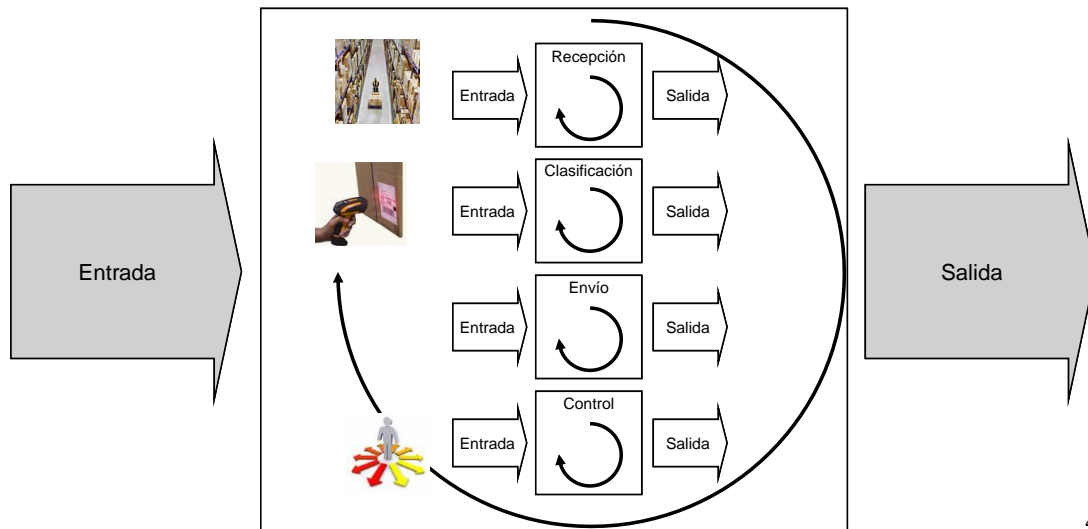 Recepción
Entrada
Salida
Clasificación
Entrada
Salida
Entrada
Salida
Envío
Entrada
Salida
Control
Entrada
Salida